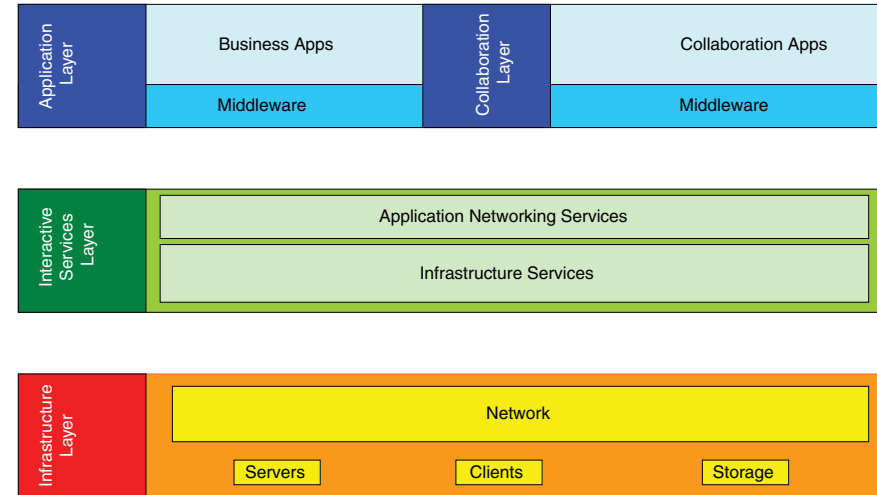 Application
Layer
Business Apps
Middleware
Collaboration
Layer
Collaboration Apps
Middleware
Interactive
Services
Layer
Application Networking Services
Infrastructure Services
Infrastructure
Layer
Network
Servers
Clients
Storage